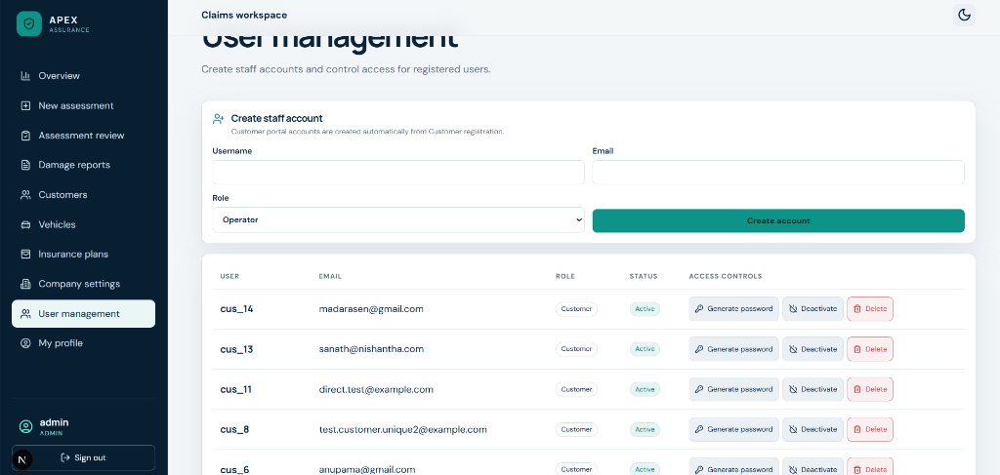 APEX
ASSURANCE
Overview
New assessment
Assessment review
Damage reports
Customers
Vehicles
Insurance plans
Company settings
User management
My profile
admin
ADMIN
N
Sign out
Claims workspace
User management
Create staff accounts and control access for registered users.
Create staff account
Customer portal accounts are created automatically from Customer registration.
Username Email
Role
Operator Create account
USER EMAIL ROLE STATUS ACCESS CONTROLS
cus_14 madarasen@gmail.com Customer Active Generate password Deactivate Delete
cus_13 sanath@nishantha.com Customer Active Generate password Deactivate Delete
cus_11 direct.test@example.com Customer Active Generate password Deactivate Delete
cus_8 test.customer.unique2@example.com Customer Active Generate password Deactivate Delete
cus_6 anupama@gmail.com Customer Active Generate password Deactivate Delete